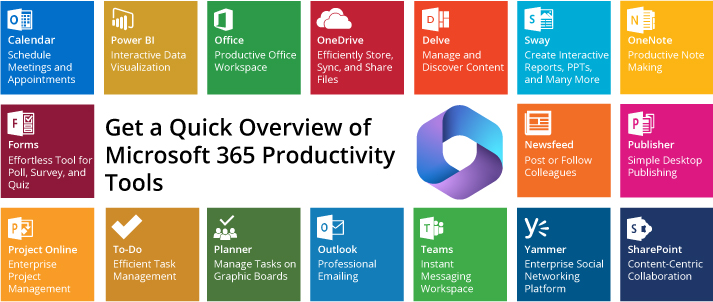 Calendar
Schedule
Meetings and
Appointments
Power BI
Interactive Data
Visualization
Office
Productive Office
Workspace
OneDrive
Efficiently Store,
Sync, and Share
Files
Delve
Manage and
Discover Content
Sway
Create Interactive
Reports, PPTs,
and Many More
OneNote
Productive Note
Making
Forms
Effortless Tool for
Poll, Survey, and
Quiz
Get a Quick Overview of
Microsoft 365 Productivity
Tools
Newsfeed
Post or Follow
Colleagues
Publisher
Simple Desktop
Publishing
Project Online
Enterprise
Project
Management
To-Do
Efficient Task
Management
Planner
Manage Tasks on
Graphic Boards
Outlook
Professional
Emailing
Teams
Instant
Messaging
Workspace
Yammer
Enterprise Social
Networking
Platform
SharePoint
Content-Centric
Collaboration